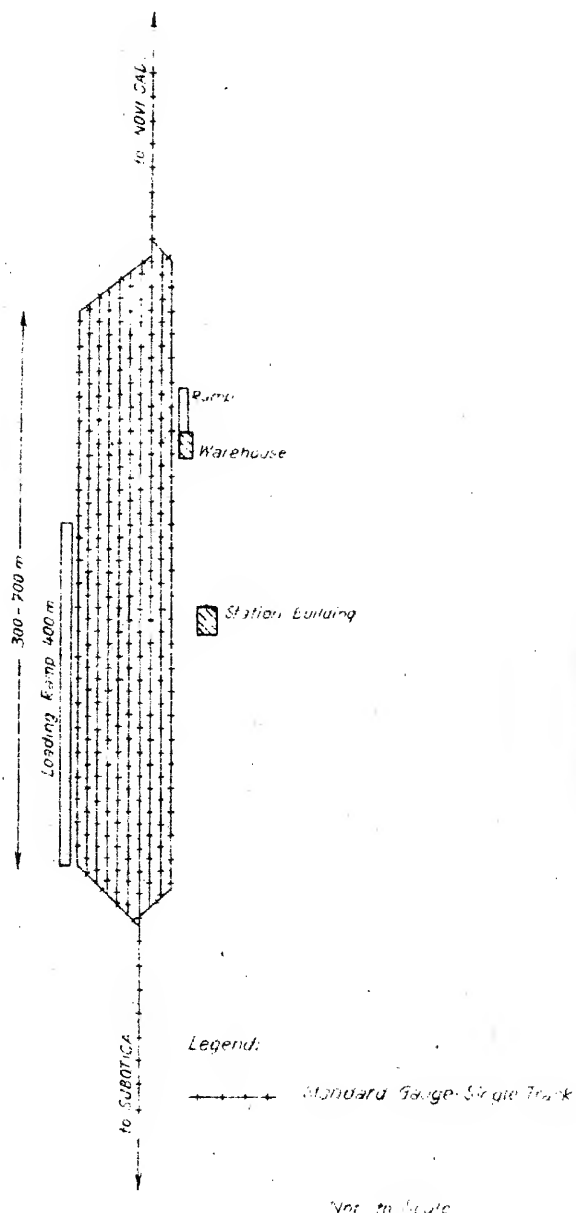 to NOVI SAD
Ramp
Warehouse
300-700 m
Loading Ramp 400 m
Station Building
to SUBOTICA
Legend:
Standard Gauge-Single Track
Not to Scale